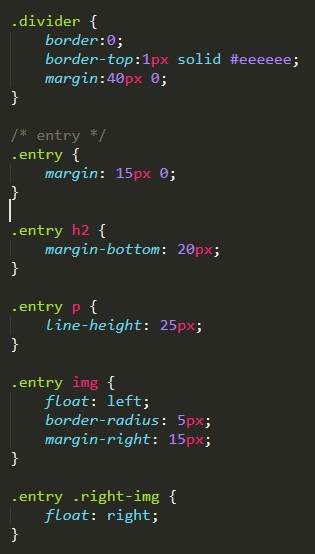 .divider {
    border:0;
    border-top:1px solid #eeeeee;
    margin:40px 0;
}

/* entry */
.entry {
    margin: 15px 0;
}

.entry h2 {
    margin-bottom: 20px;
}

.entry p {
    line-height: 25px;
}

.entry img {
    float: left;
    border-radius: 5px;
    margin-right: 15px;
}

.entry .right-img {
    float: right;
}